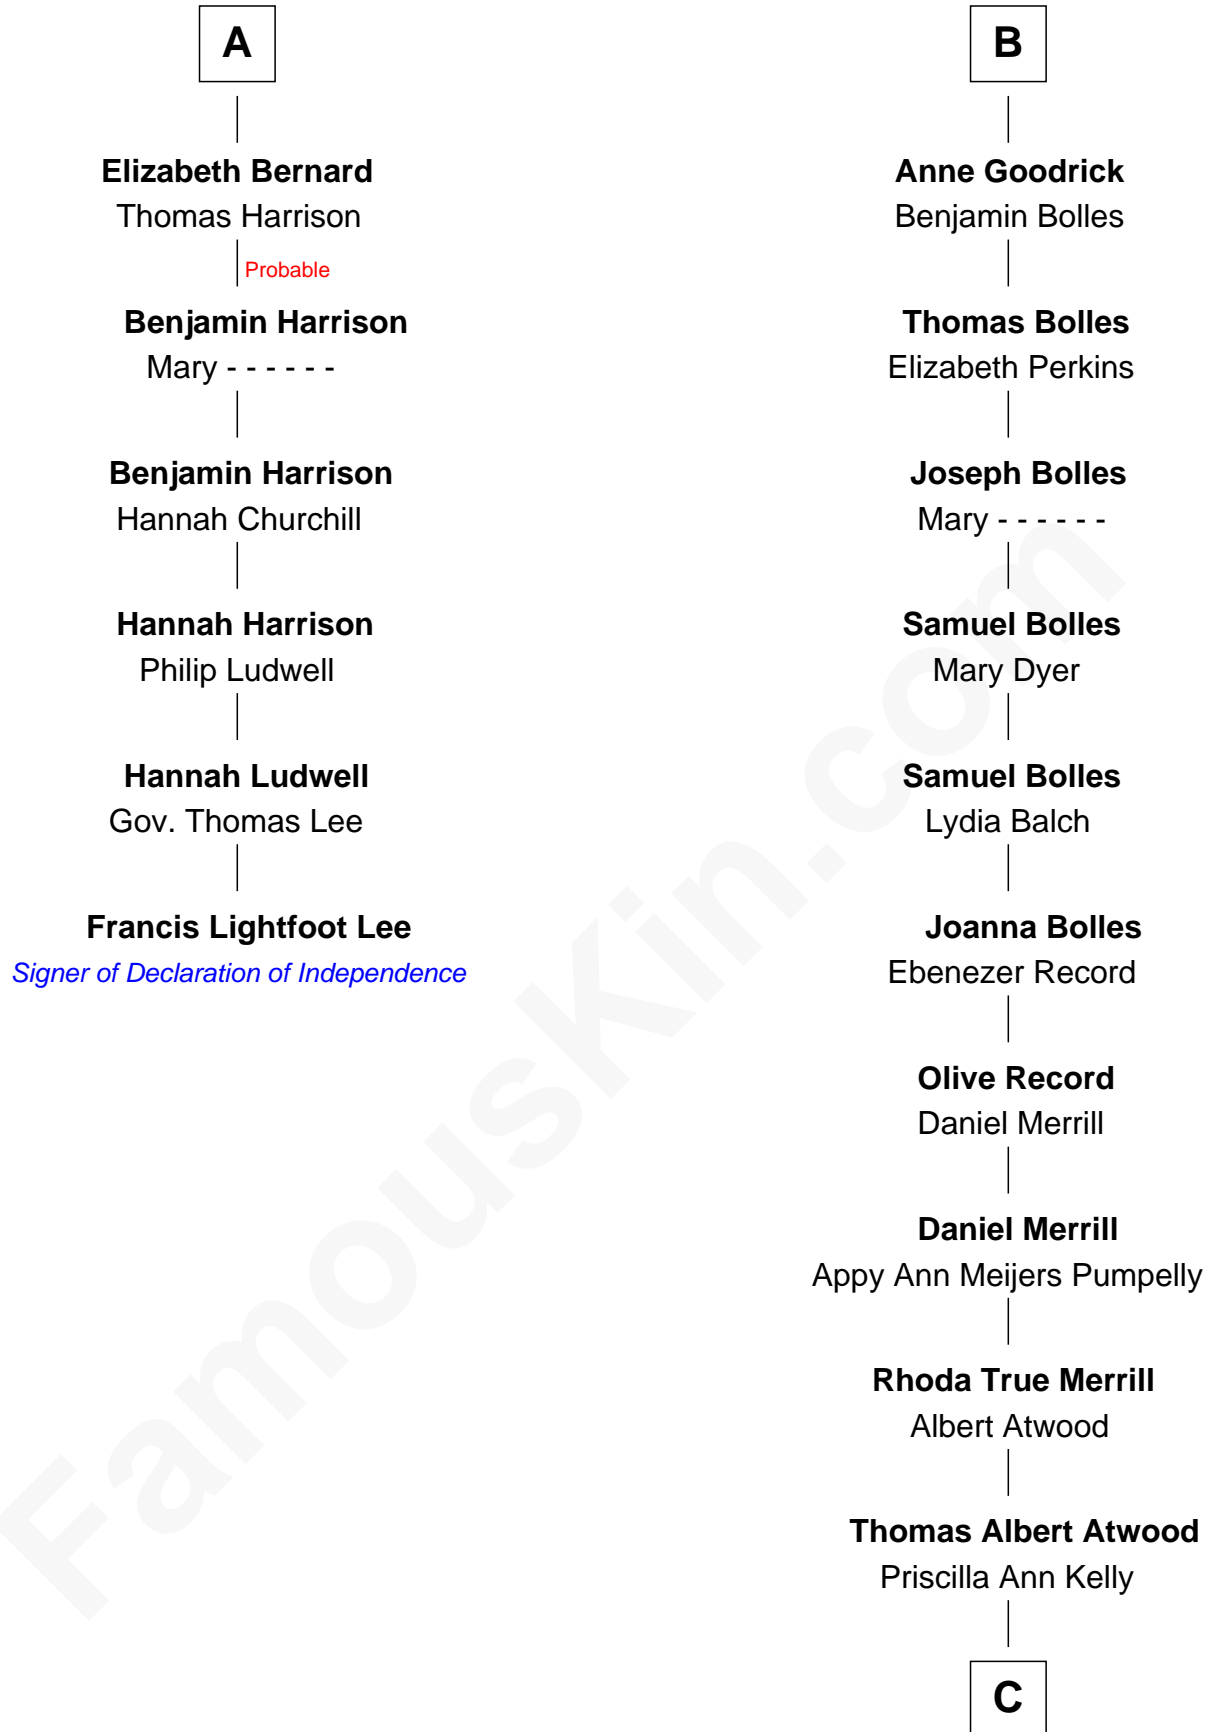 A
Elizabeth Bernard
Thomas Harrison
Probable
Benjamin Harrison
Mary - - - - - -
Benjamin Harrison
Hannah Churchill
Hannah Harrison
Philip Ludwell
Hannah Ludwell
Gov. Thomas Lee
Francis Lightfoot Lee
Signer of Declaration of Independence
B
Anne Goodrick
Benjamin Bolles
Thomas Bolles
Elizabeth Perkins
Joseph Bolles
Mary - - - - - -
Samuel Bolles
Mary Dyer
Samuel Bolles
Lydia Balch
Joanna Bolles
Ebenezer Record
Olive Record
Daniel Merrill
Daniel Merrill
Appy Ann Meijers Pumpelly
Rhoda True Merrill
Albert Atwood
Thomas Albert Atwood
Priscilla Ann Kelly
C
FamousKin.com